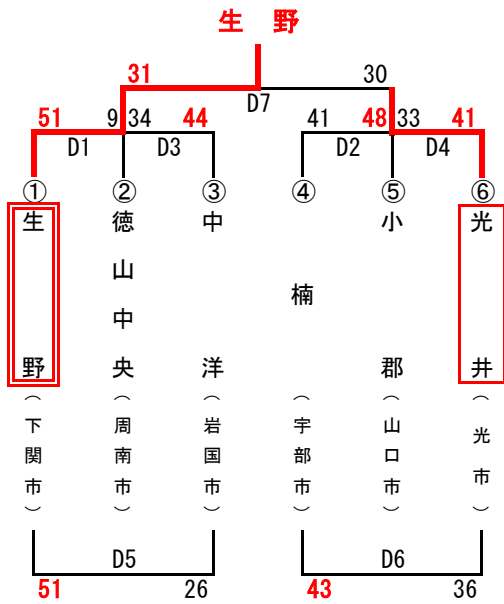 生野
31 30
D7
51 9 34 44 41 48 33 41
D1 D3 D2 D4
① ② ③ ④ ⑤ ⑥
生野
(下関市)
徳山中央
(周南市)
中洋
(岩国市)
楠
(宇部市)
小郡
(山口市)
光井
(光市)
D5 D6
51 26 43 36